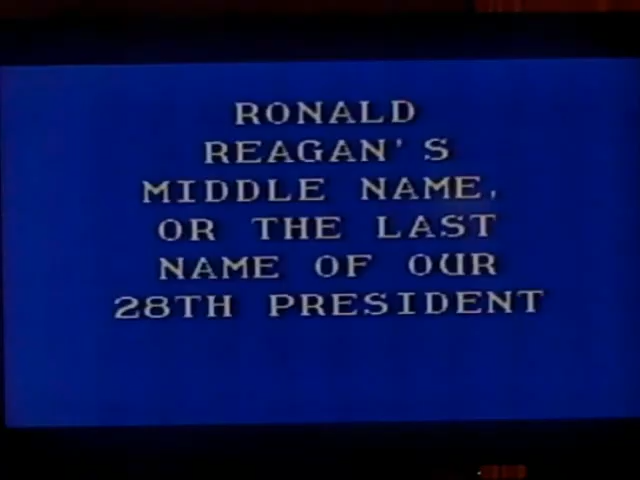 RONALD
REAGAN'S
MIDDLE NAME,
OR THE LAST
NAME OF OUR
28TH PRESIDENT